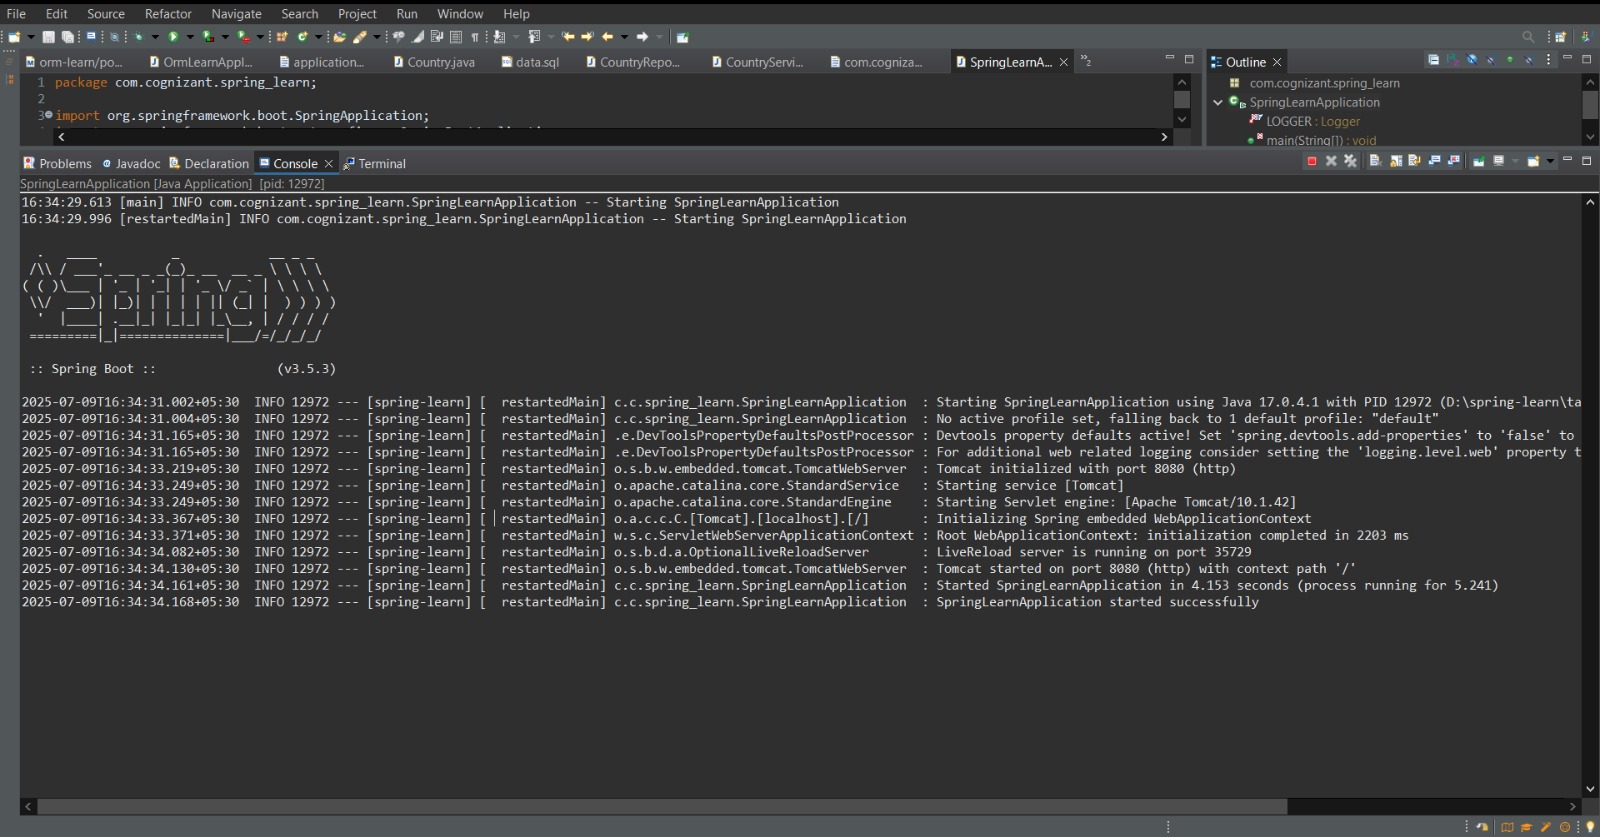 File Edit Source Refactor Navigate Search Project Run Window Help
orm-learn/po... OrmLearnAppl... application... Country.java data.sql CountryRepo... CountryServi... com.cogniza... SpringLearnA... 2
Outline
1 package com.cognizant.spring_learn;
2
3 import org.springframework.boot.SpringApplication;
com.cognizant.spring_learn
SpringLearnApplication
LOGGER : Logger
main(String[]) : void
Problems Javadoc Declaration Console Terminal
SpringLearnApplication [Java Application] [pid: 12972]
16:34:29.613 [main] INFO com.cognizant.spring_learn.SpringLearnApplication -- Starting SpringLearnApplication
16:34:29.996 [restartedMain] INFO com.cognizant.spring_learn.SpringLearnApplication -- Starting SpringLearnApplication
Spring
:: Spring Boot :: (v3.5.3)
2025-07-09T16:34:31.002+05:30 INFO 12972 --- [spring-learn] [ restartedMain] c.c.spring_learn.SpringLearnApplication : Starting SpringLearnApplication using Java 17.0.4.1 with PID 12972 (D:\spring-learn\ta
2025-07-09T16:34:31.004+05:30 INFO 12972 --- [spring-learn] [ restartedMain] c.c.spring_learn.SpringLearnApplication : No active profile set, falling back to 1 default profile: "default"
2025-07-09T16:34:31.165+05:30 INFO 12972 --- [spring-learn] [ restartedMain] .e.DevToolsPropertyDefaultsPostProcessor : Devtools property defaults active! Set 'spring.devtools.add-properties' to 'false' to
2025-07-09T16:34:31.165+05:30 INFO 12972 --- [spring-learn] [ restartedMain] .e.DevToolsPropertyDefaultsPostProcessor : For additional web related logging consider setting the 'logging.level.web' property t
2025-07-09T16:34:33.219+05:30 INFO 12972 --- [spring-learn] [ restartedMain] o.s.b.w.embedded.tomcat.TomcatWebServer : Tomcat initialized with port 8080 (http)
2025-07-09T16:34:33.249+05:30 INFO 12972 --- [spring-learn] [ restartedMain] o.apache.catalina.core.StandardService : Starting service [Tomcat]
2025-07-09T16:34:33.249+05:30 INFO 12972 --- [spring-learn] [ restartedMain] o.apache.catalina.core.StandardEngine : Starting Servlet engine: [Apache Tomcat/10.1.42]
2025-07-09T16:34:33.367+05:30 INFO 12972 --- [spring-learn] [ restartedMain] o.a.c.c.C.[Tomcat].[localhost].[/] : Initializing Spring embedded WebApplicationContext
2025-07-09T16:34:33.371+05:30 INFO 12972 --- [spring-learn] [ restartedMain] w.s.c.ServletWebServerApplicationContext : Root WebApplicationContext: initialization completed in 2203 ms
2025-07-09T16:34:34.082+05:30 INFO 12972 --- [spring-learn] [ restartedMain] o.s.b.d.a.OptionalLiveReloadServer : LiveReload server is running on port 35729
2025-07-09T16:34:34.130+05:30 INFO 12972 --- [spring-learn] [ restartedMain] o.s.b.w.embedded.tomcat.TomcatWebServer : Tomcat started on port 8080 (http) with context path '/'
2025-07-09T16:34:34.161+05:30 INFO 12972 --- [spring-learn] [ restartedMain] c.c.spring_learn.SpringLearnApplication : Started SpringLearnApplication in 4.153 seconds (process running for 5.241)
2025-07-09T16:34:34.168+05:30 INFO 12972 --- [spring-learn] [ restartedMain] c.c.spring_learn.SpringLearnApplication : SpringLearnApplication started successfully